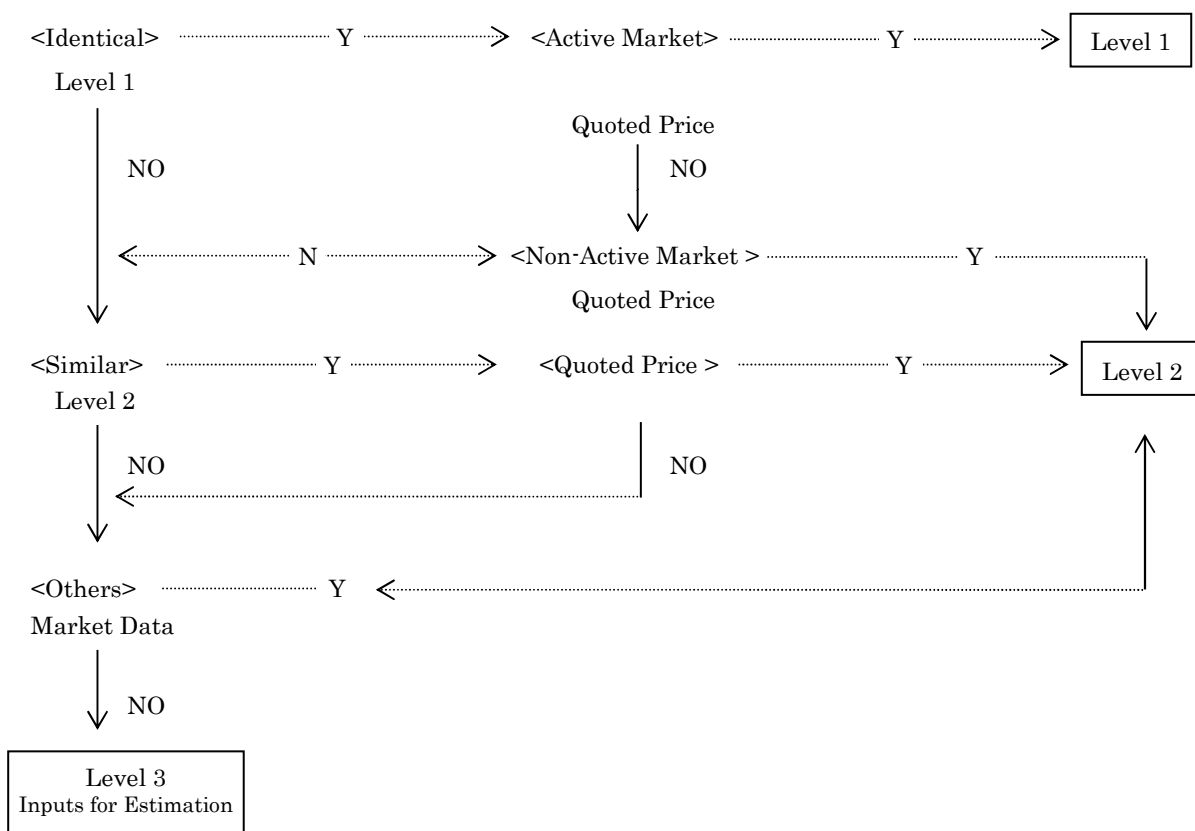 <Identical> Y <Active Market> Y Level 1
Level 1
Quoted Price
NO NO
N <Non-Active Market > Y
Quoted Price
<Similar> Y <Quoted Price > Y Level 2
Level 2
NO NO
<Others> Y
Market Data
NO
Level 3
Inputs for Estimation